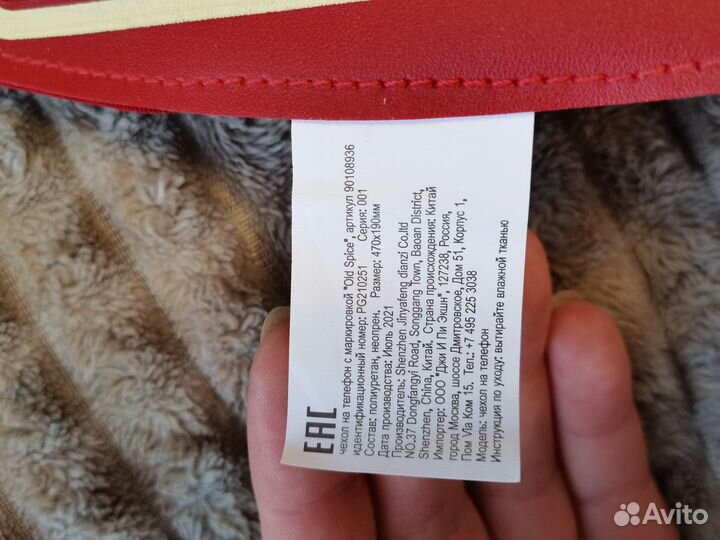 EAC
чехол на телефон с маркировкой "Old Spice", артикул 90108936
идентификационный номер: PG210251 Серия: 001
Состав: полиуретан, неопрен. Размер: 470х190мм
Дата производства: Июль 2021
Производитель: Shenzhen Jinyafeng dianzi Co.ltd
NO.37 Dongfangyi Road, Songgang Town, Baoan District,
Shenzhen, China, Китай. Страна происхождения: Китай
Импортер: ООО "Джи И Пи Экшн", 127238, Россия,
город Москва, шоссе Дмитровское, Дом 51, Корпус 1,
Пом VIa Ком 15. Тел.: +7 495 225 3038
Модель: чехол на телефон
Инструкция по уходу: вытирайте влажной тканью
Avito